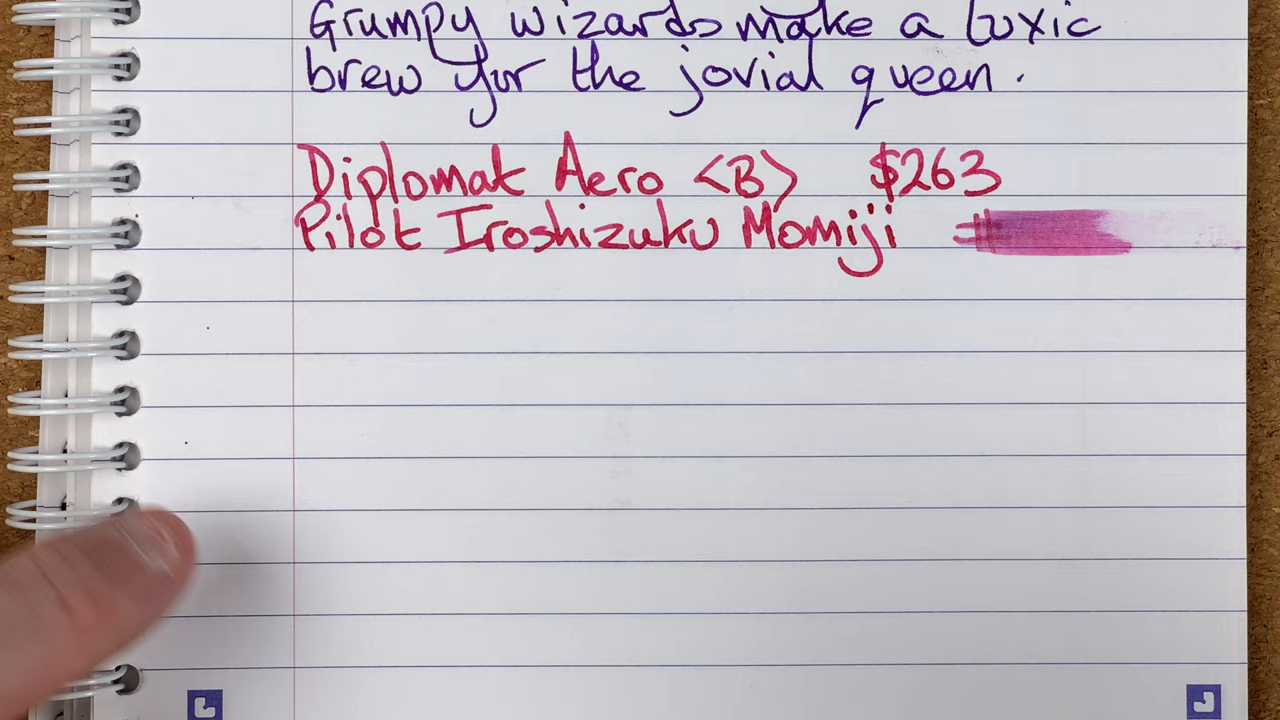 Grumpy wizards make a toxic
brew for the jovial queen.
Diplomat Aero <B> $263
Pilot Iroshizuku Momiji